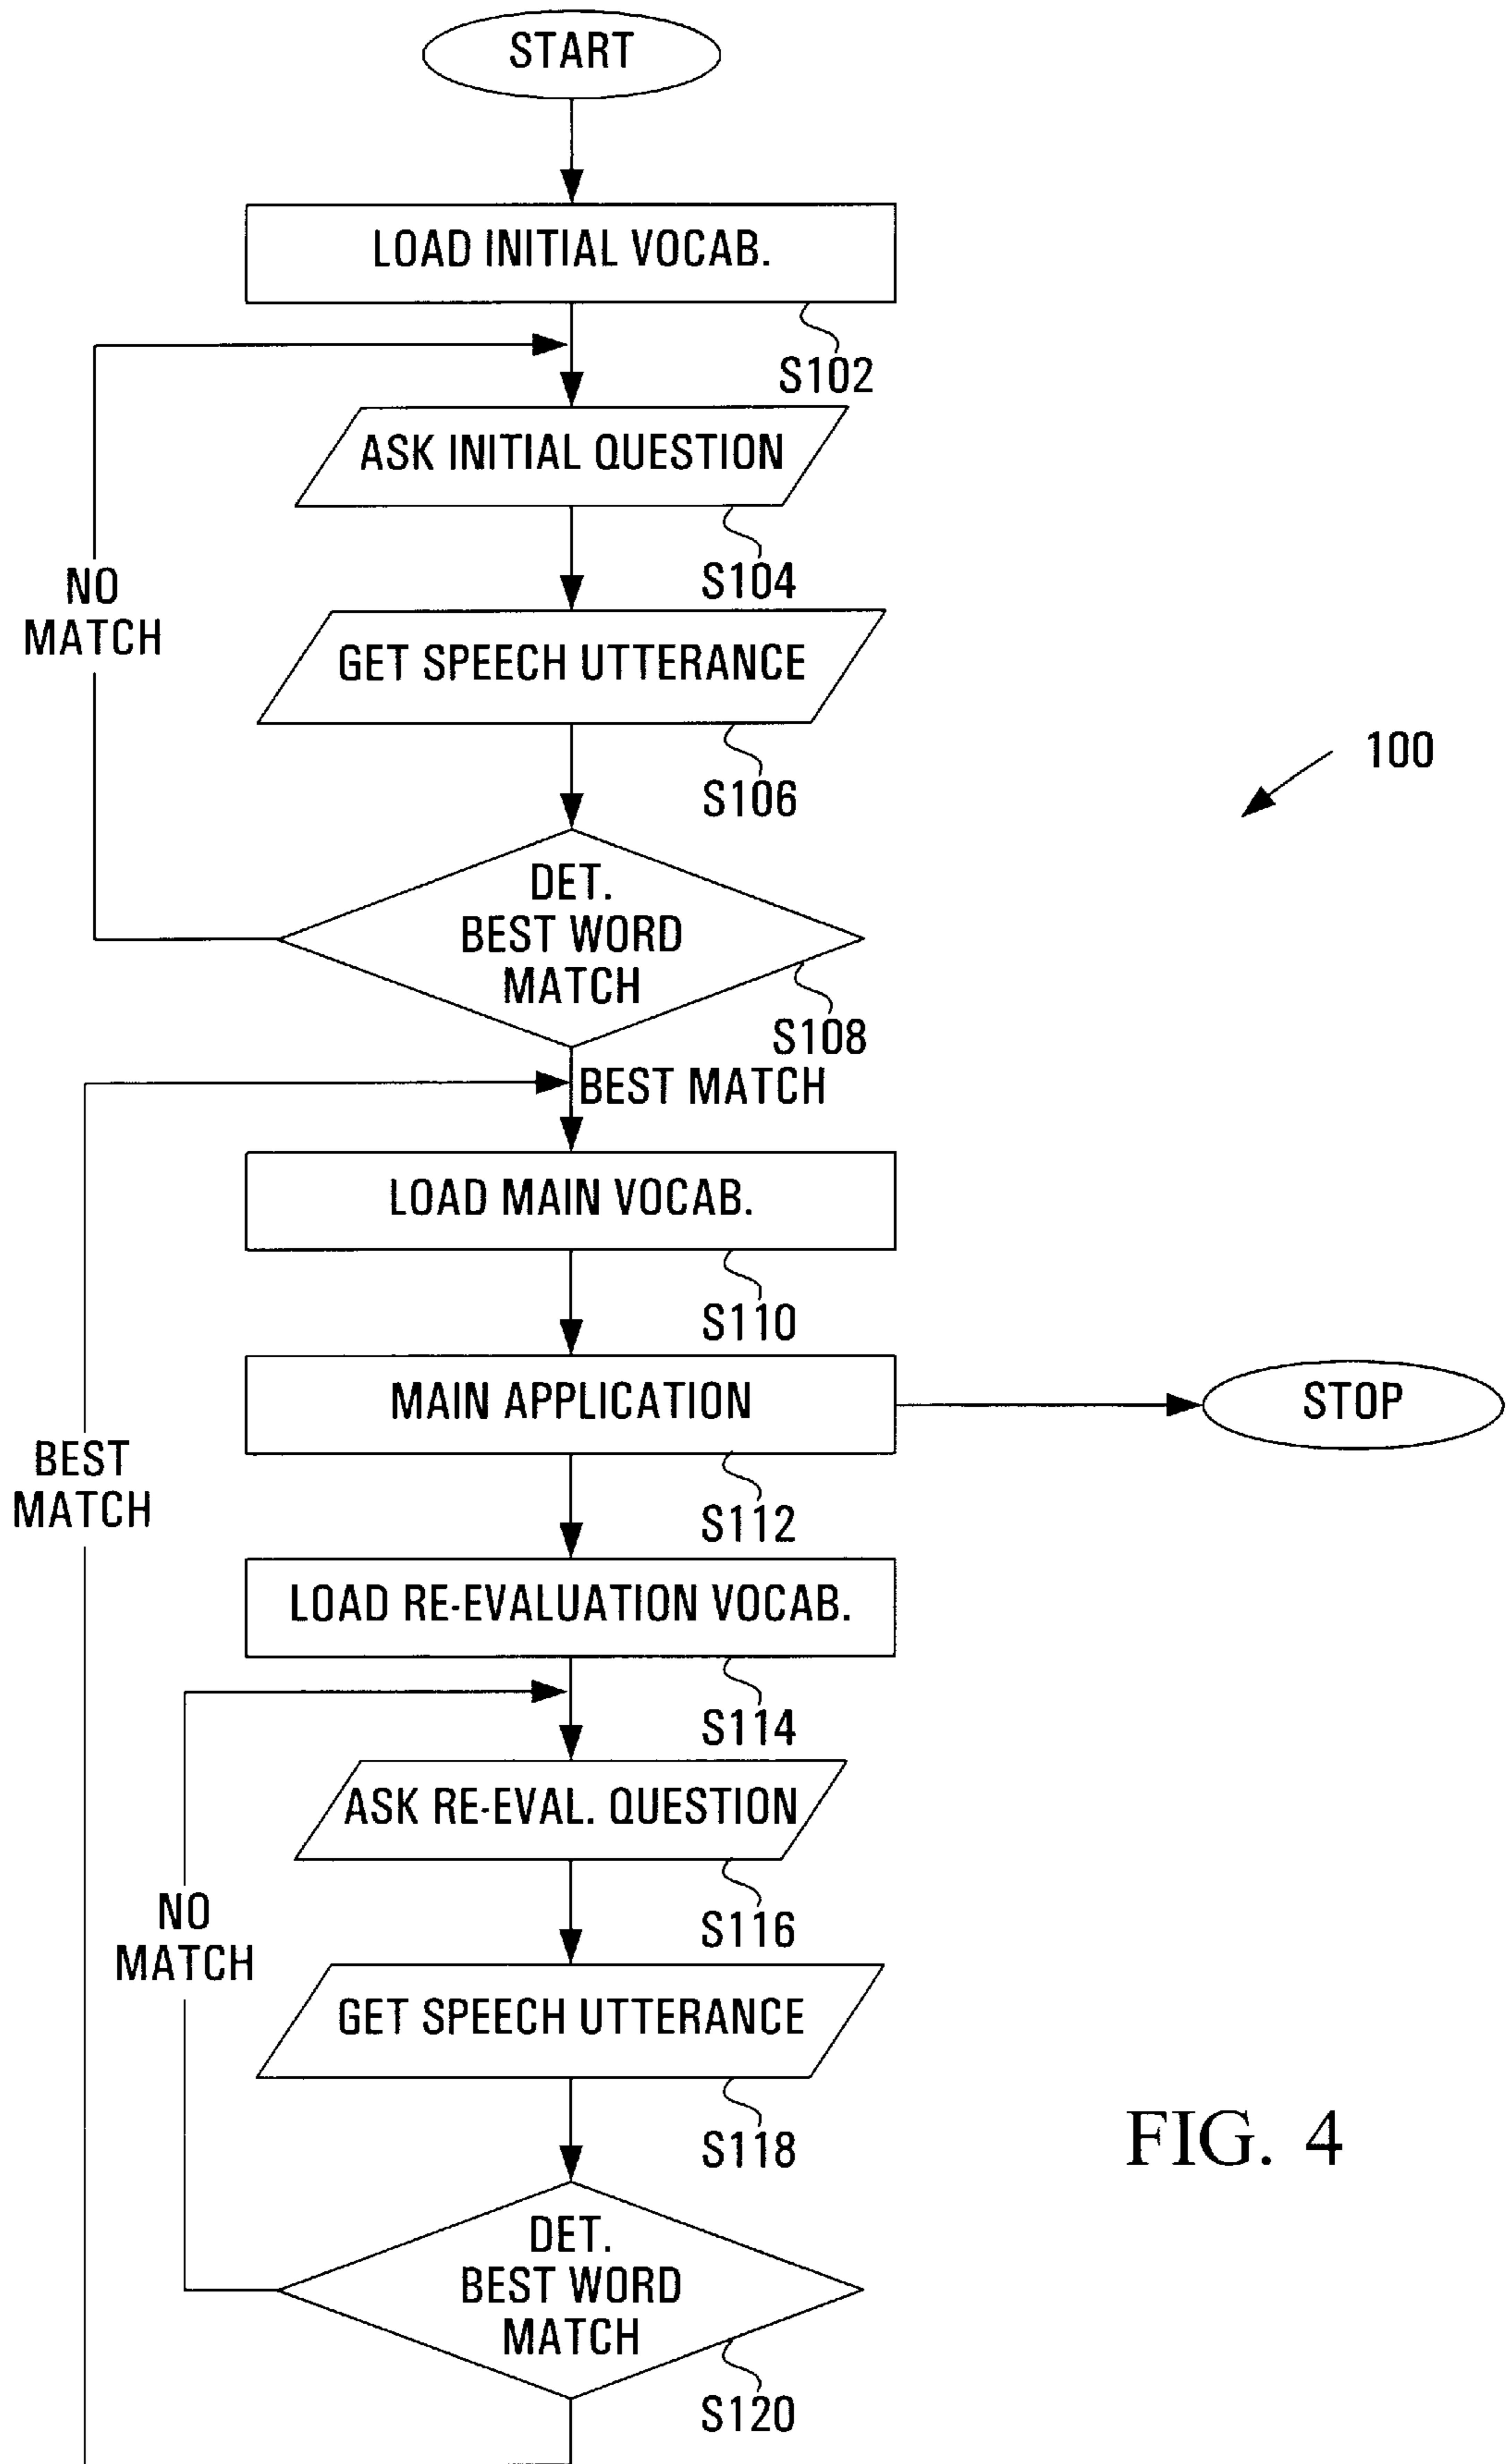 START
LOAD INITIAL VOCAB.
S102
ASK INITIAL QUESTION
S104
NO
MATCH
GET SPEECH UTTERANCE
S106
100
DET.
BEST WORD
MATCH
S108
BEST MATCH
LOAD MAIN VOCAB.
S110
MAIN APPLICATION
STOP
S112
BEST
MATCH
LOAD RE-EVALUATION VOCAB.
S114
ASK RE-EVAL. QUESTION
S116
NO
MATCH
GET SPEECH UTTERANCE
S118
FIG. 4
DET.
BEST WORD
MATCH
S120